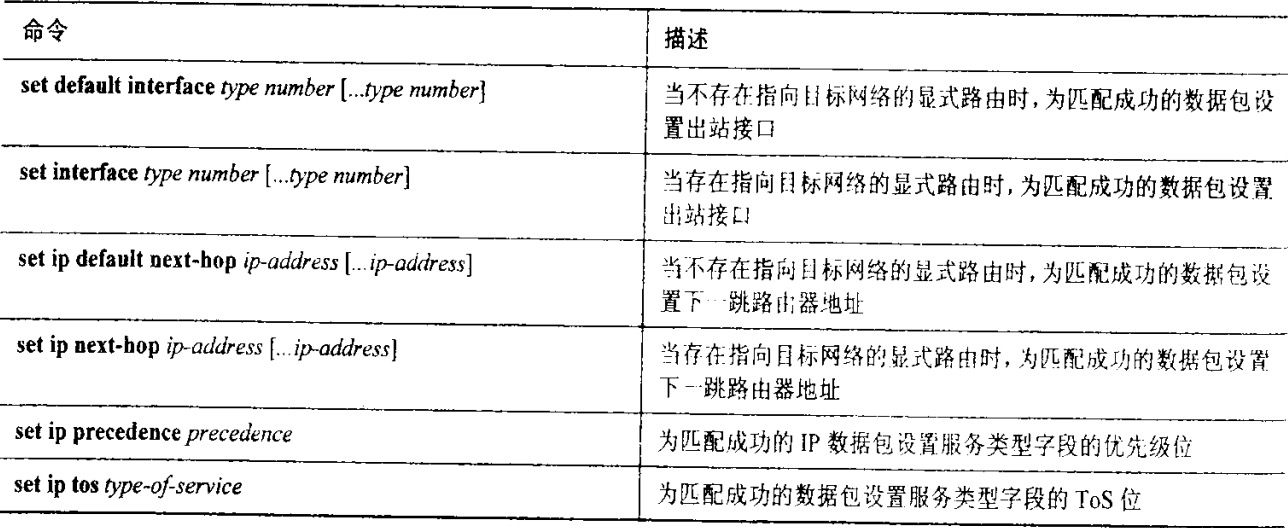 命令
描述
set default interface type number [...type number]
当不存在指向目标网络的显式路由时,为匹配成功的数据包设
置出站接口
set interface type number [...type number]
当存在指向目标网络的显式路由时,为匹配成功的数据包设置
出站接口
set ip default next-hop ip-address [...ip-address]
当不存在指向目标网络的显式路由时,为匹配成功的数据包设
置下一跳路由器地址
set ip next-hop ip-address [...ip-address]
当存在指向目标网络的显式路由时,为匹配成功的数据包设置
下一跳路由器地址
set ip precedence precedence
为匹配成功的 IP 数据包设置服务类型字段的优先级位
set ip tos type-of-service
为匹配成功的数据包设置服务类型字段的 ToS 位